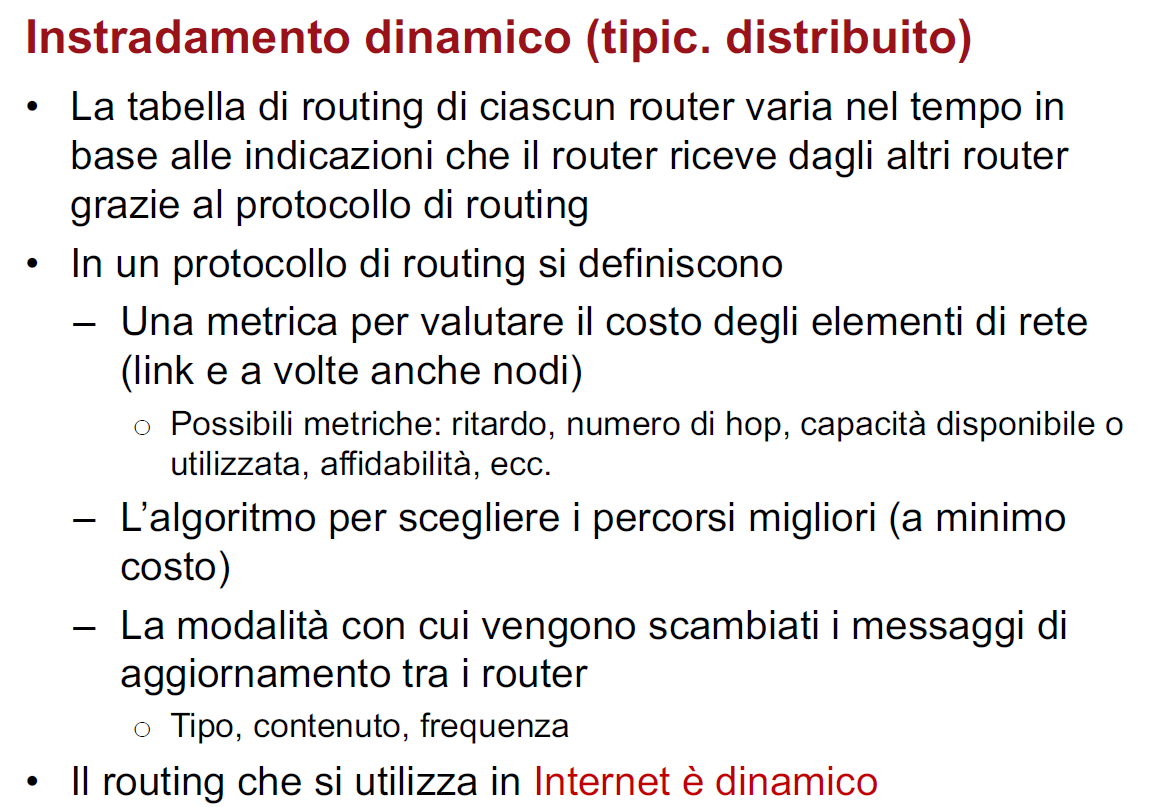 Instradamento dinamico (tipic. distribuito)
• La tabella di routing di ciascun router varia nel tempo in
base alle indicazioni che il router riceve dagli altri router
grazie al protocollo di routing
• In un protocollo di routing si definiscono
– Una metrica per valutare il costo degli elementi di rete
(link e a volte anche nodi)
○ Possibili metriche: ritardo, numero di hop, capacità disponibile o
utilizzata, affidabilità, ecc.
– L’algoritmo per scegliere i percorsi migliori (a minimo
costo)
– La modalità con cui vengono scambiati i messaggi di
aggiornamento tra i router
○ Tipo, contenuto, frequenza
• Il routing che si utilizza in Internet è dinamico